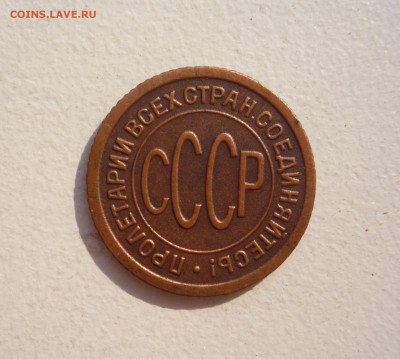 COINS.LAVE.RU
ПРОЛЕТАРИИ ВСЕХ СТРАН, СОЕДИНЯЙТЕСЬ!
СССР